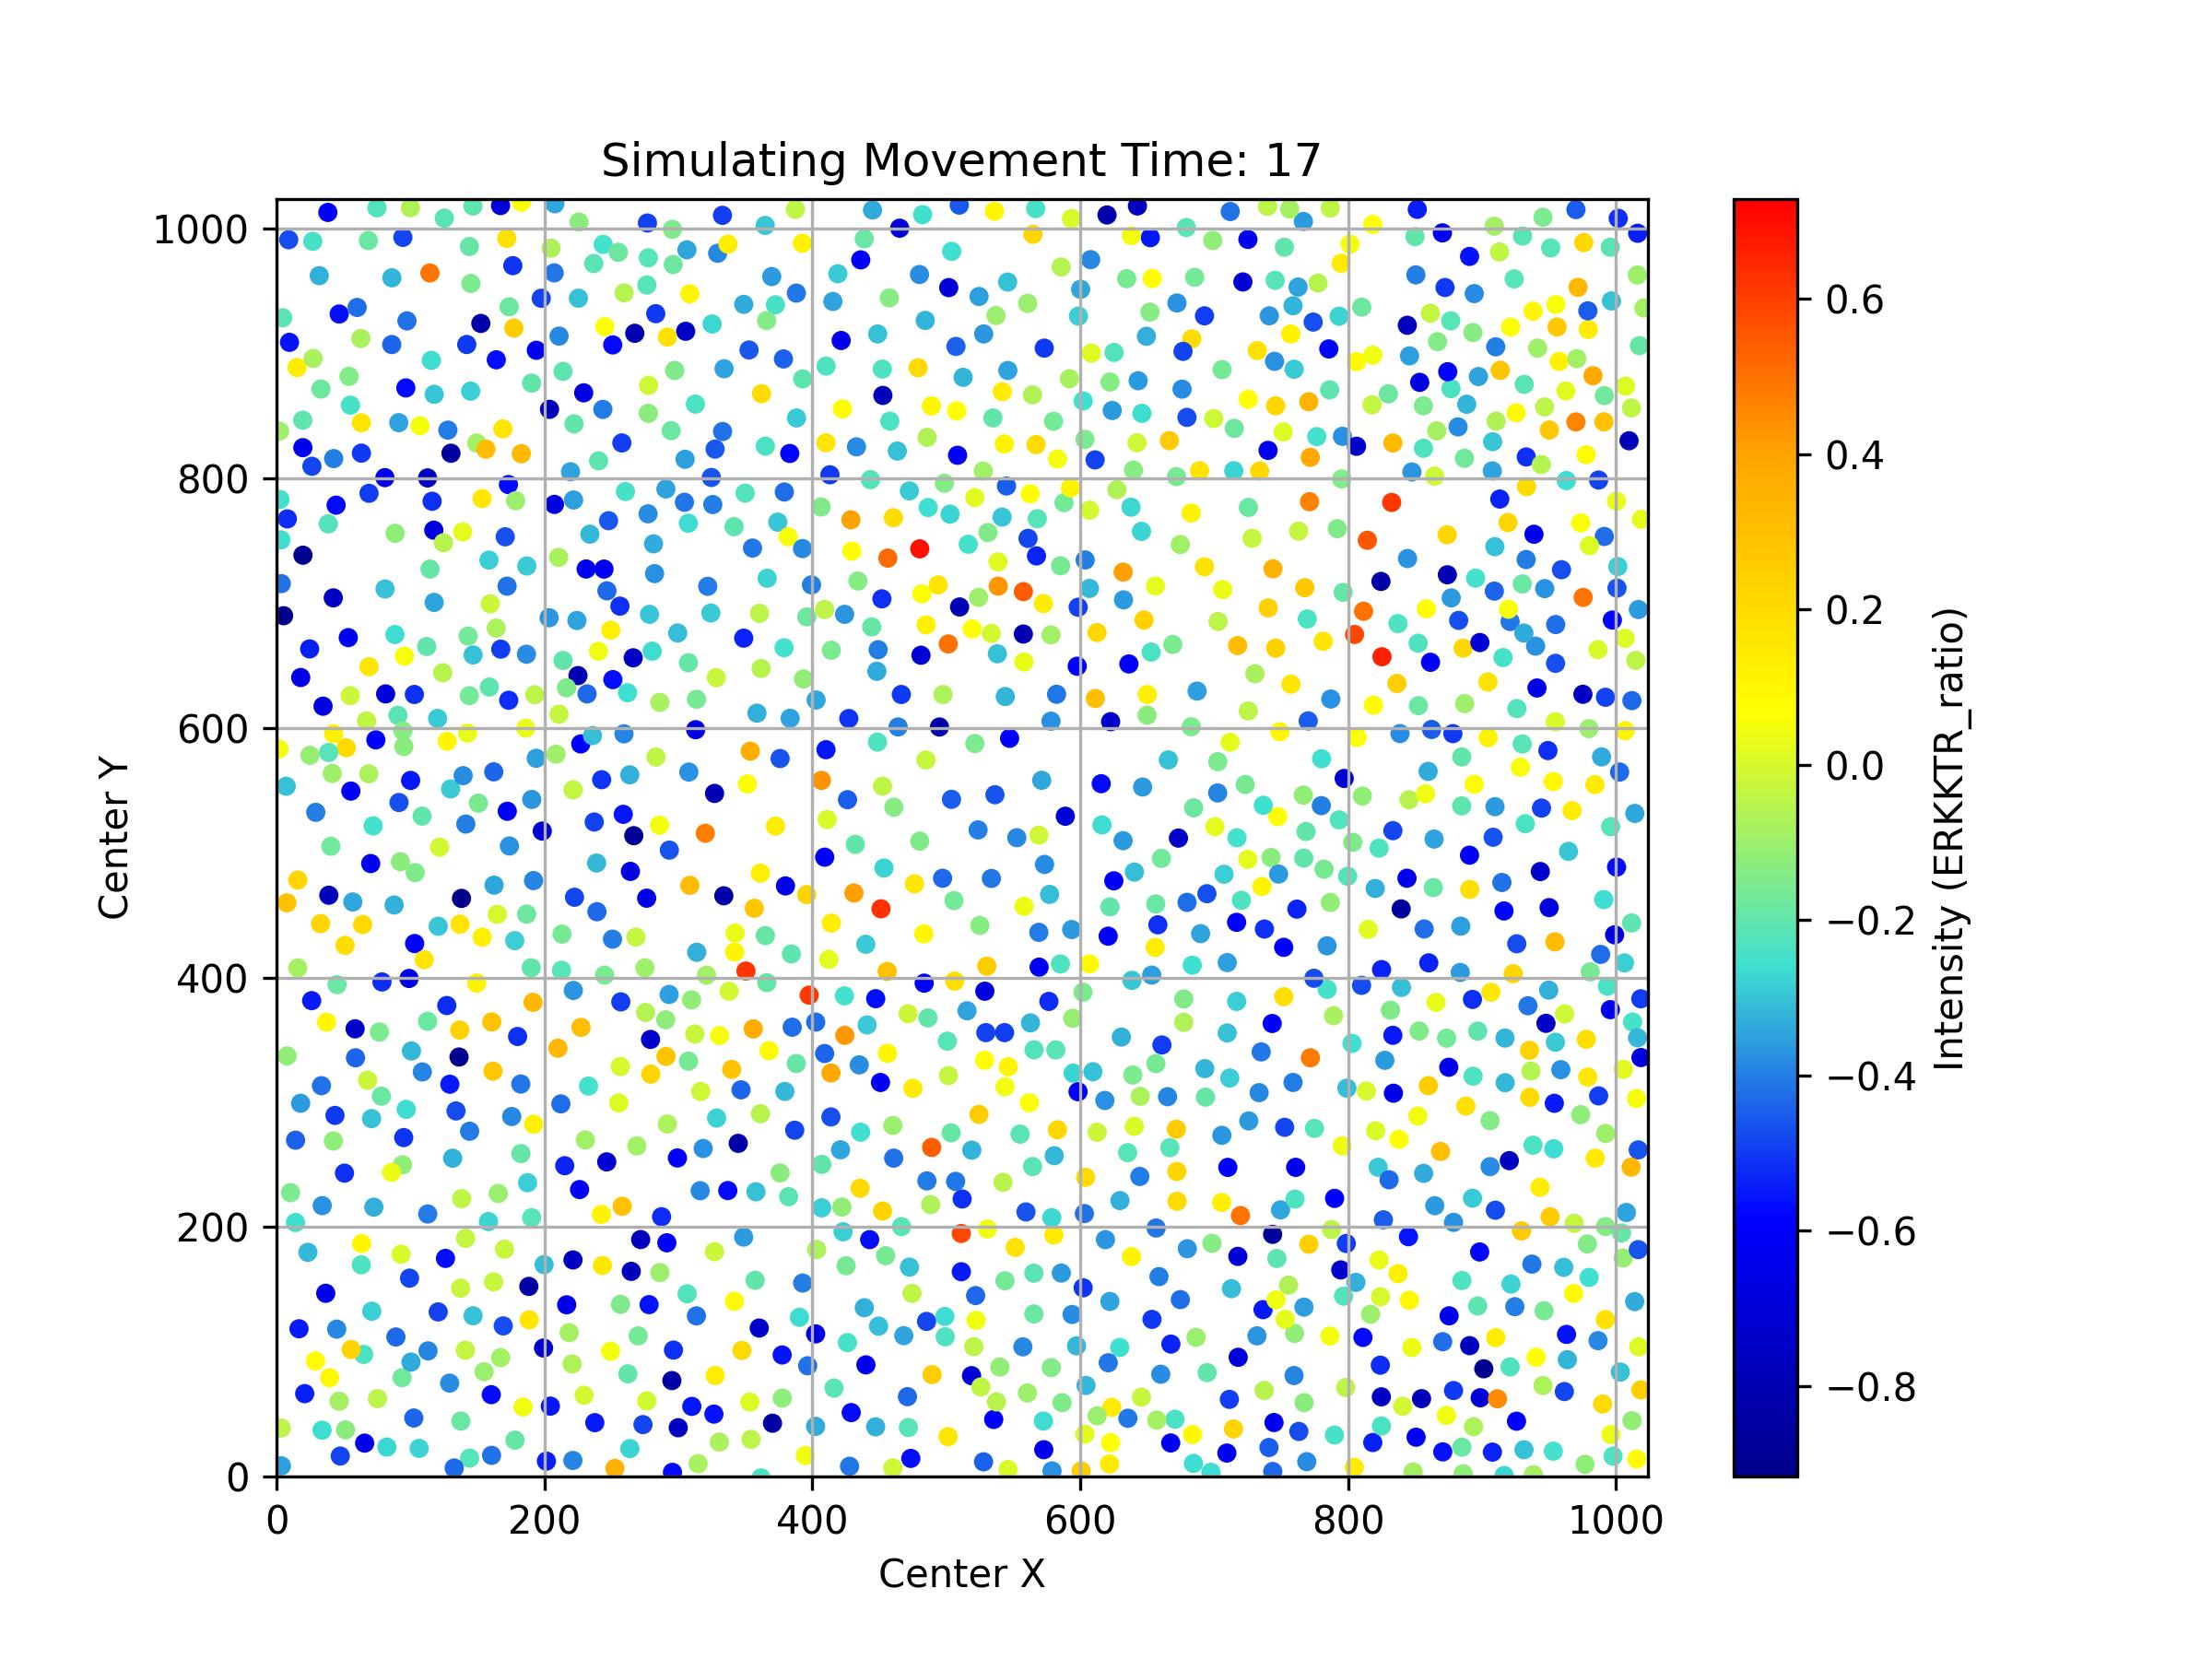 Simulating Movement Time: 17
1000
800
600
400
200
0
Center Y
0 200 400 600 800 1000
Center X
0.6
0.4
0.2
0.0
−0.2
−0.4
−0.6
−0.8
Intensity (ERKKTR_ratio)